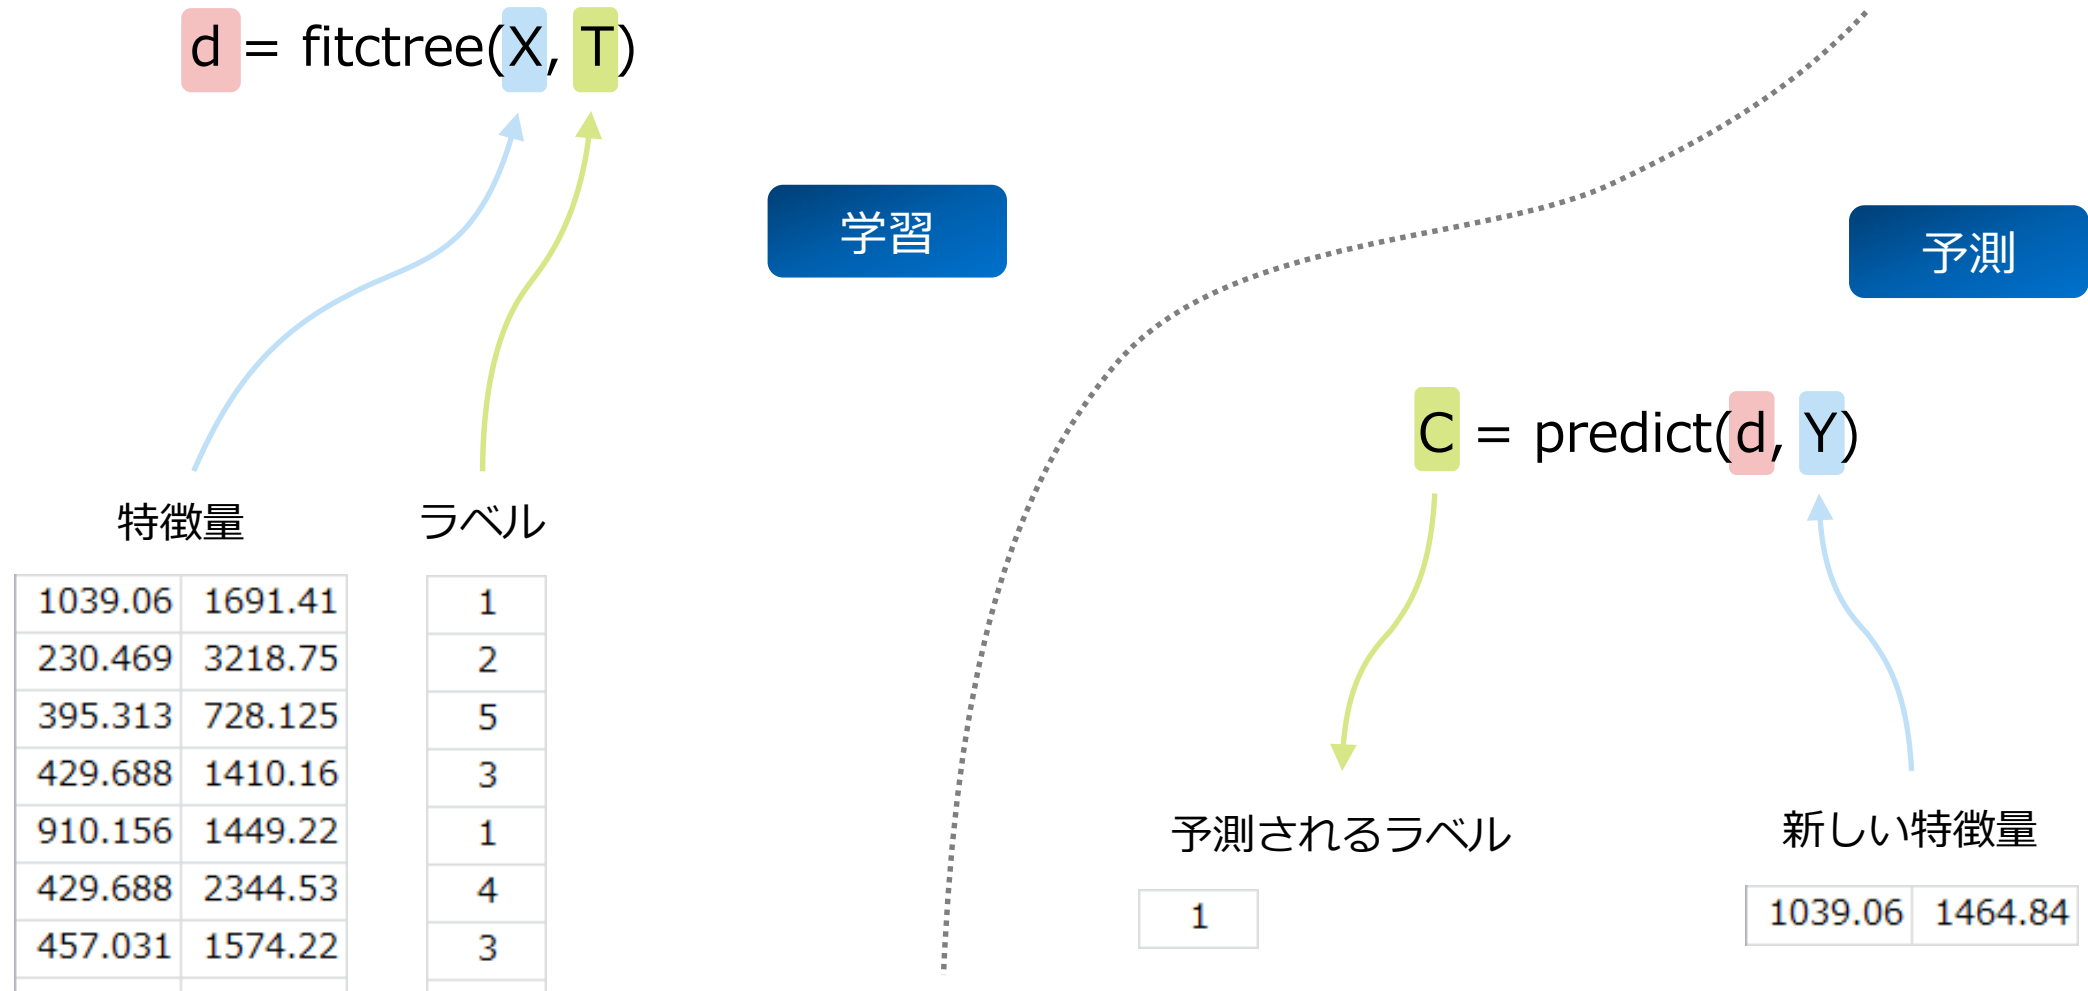 d = fitctree(X, T)
学習
特徴量 ラベル
1039.06 1691.41 1
230.469 3218.75 2
395.313 728.125 5
429.688 1410.16 3
910.156 1449.22 1
429.688 2344.53 4
457.031 1574.22 3
予測
C = predict(d, Y)
予測されるラベル
1
新しい特徴量
1039.06 1464.84